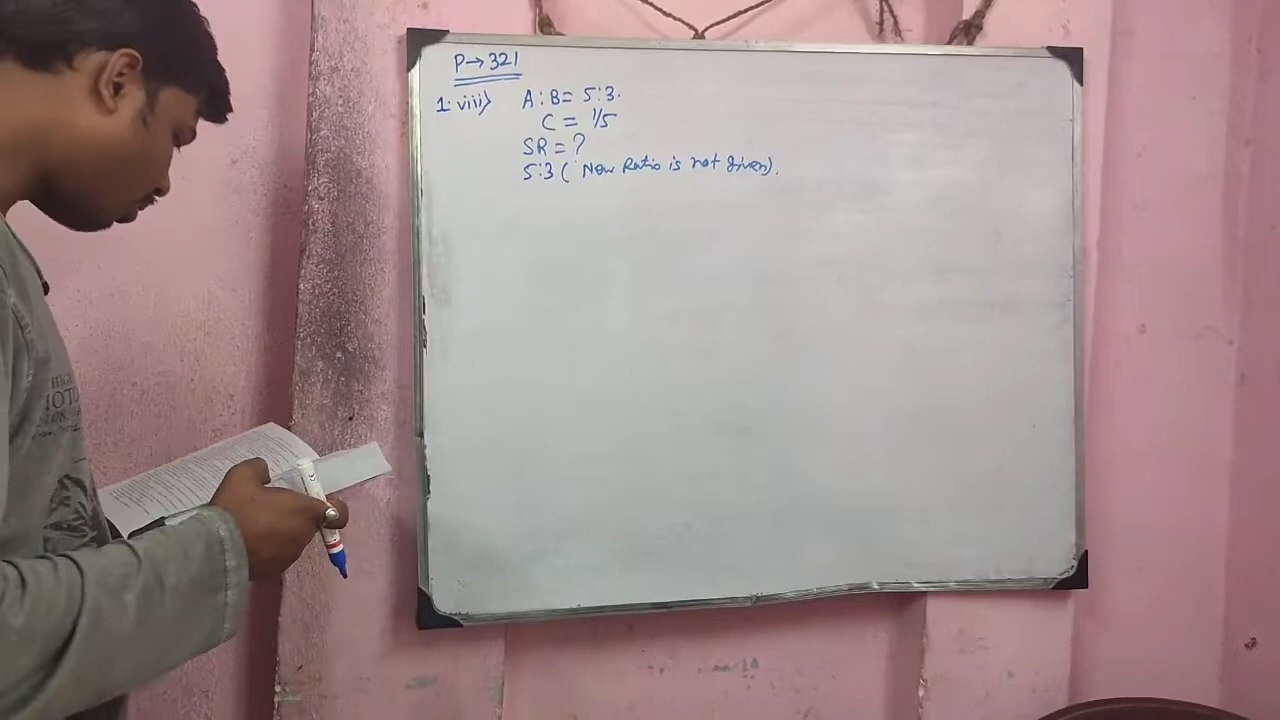 P→321
1. viii) A:B= 5:3.
C = 1/5
SR = ?
5:3 ( New Ratio is not given).